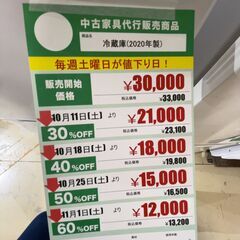 中古家具代行販売商品
商品名
冷蔵庫(2020年製)
毎週土曜日が値下り日!
販売開始価格 ¥30,000
税込価格 ¥33,000
10月11日(土)より ¥21,000
30%OFF 税込価格 ¥23,100
10月18日(土)より ¥18,000
40%OFF 税込価格 ¥19,800
10月25日(土)より ¥15,000
50%OFF 税込価格 ¥16,500
11月1日(土)より ¥12,000
60%OFF 税込価格 ¥13,200